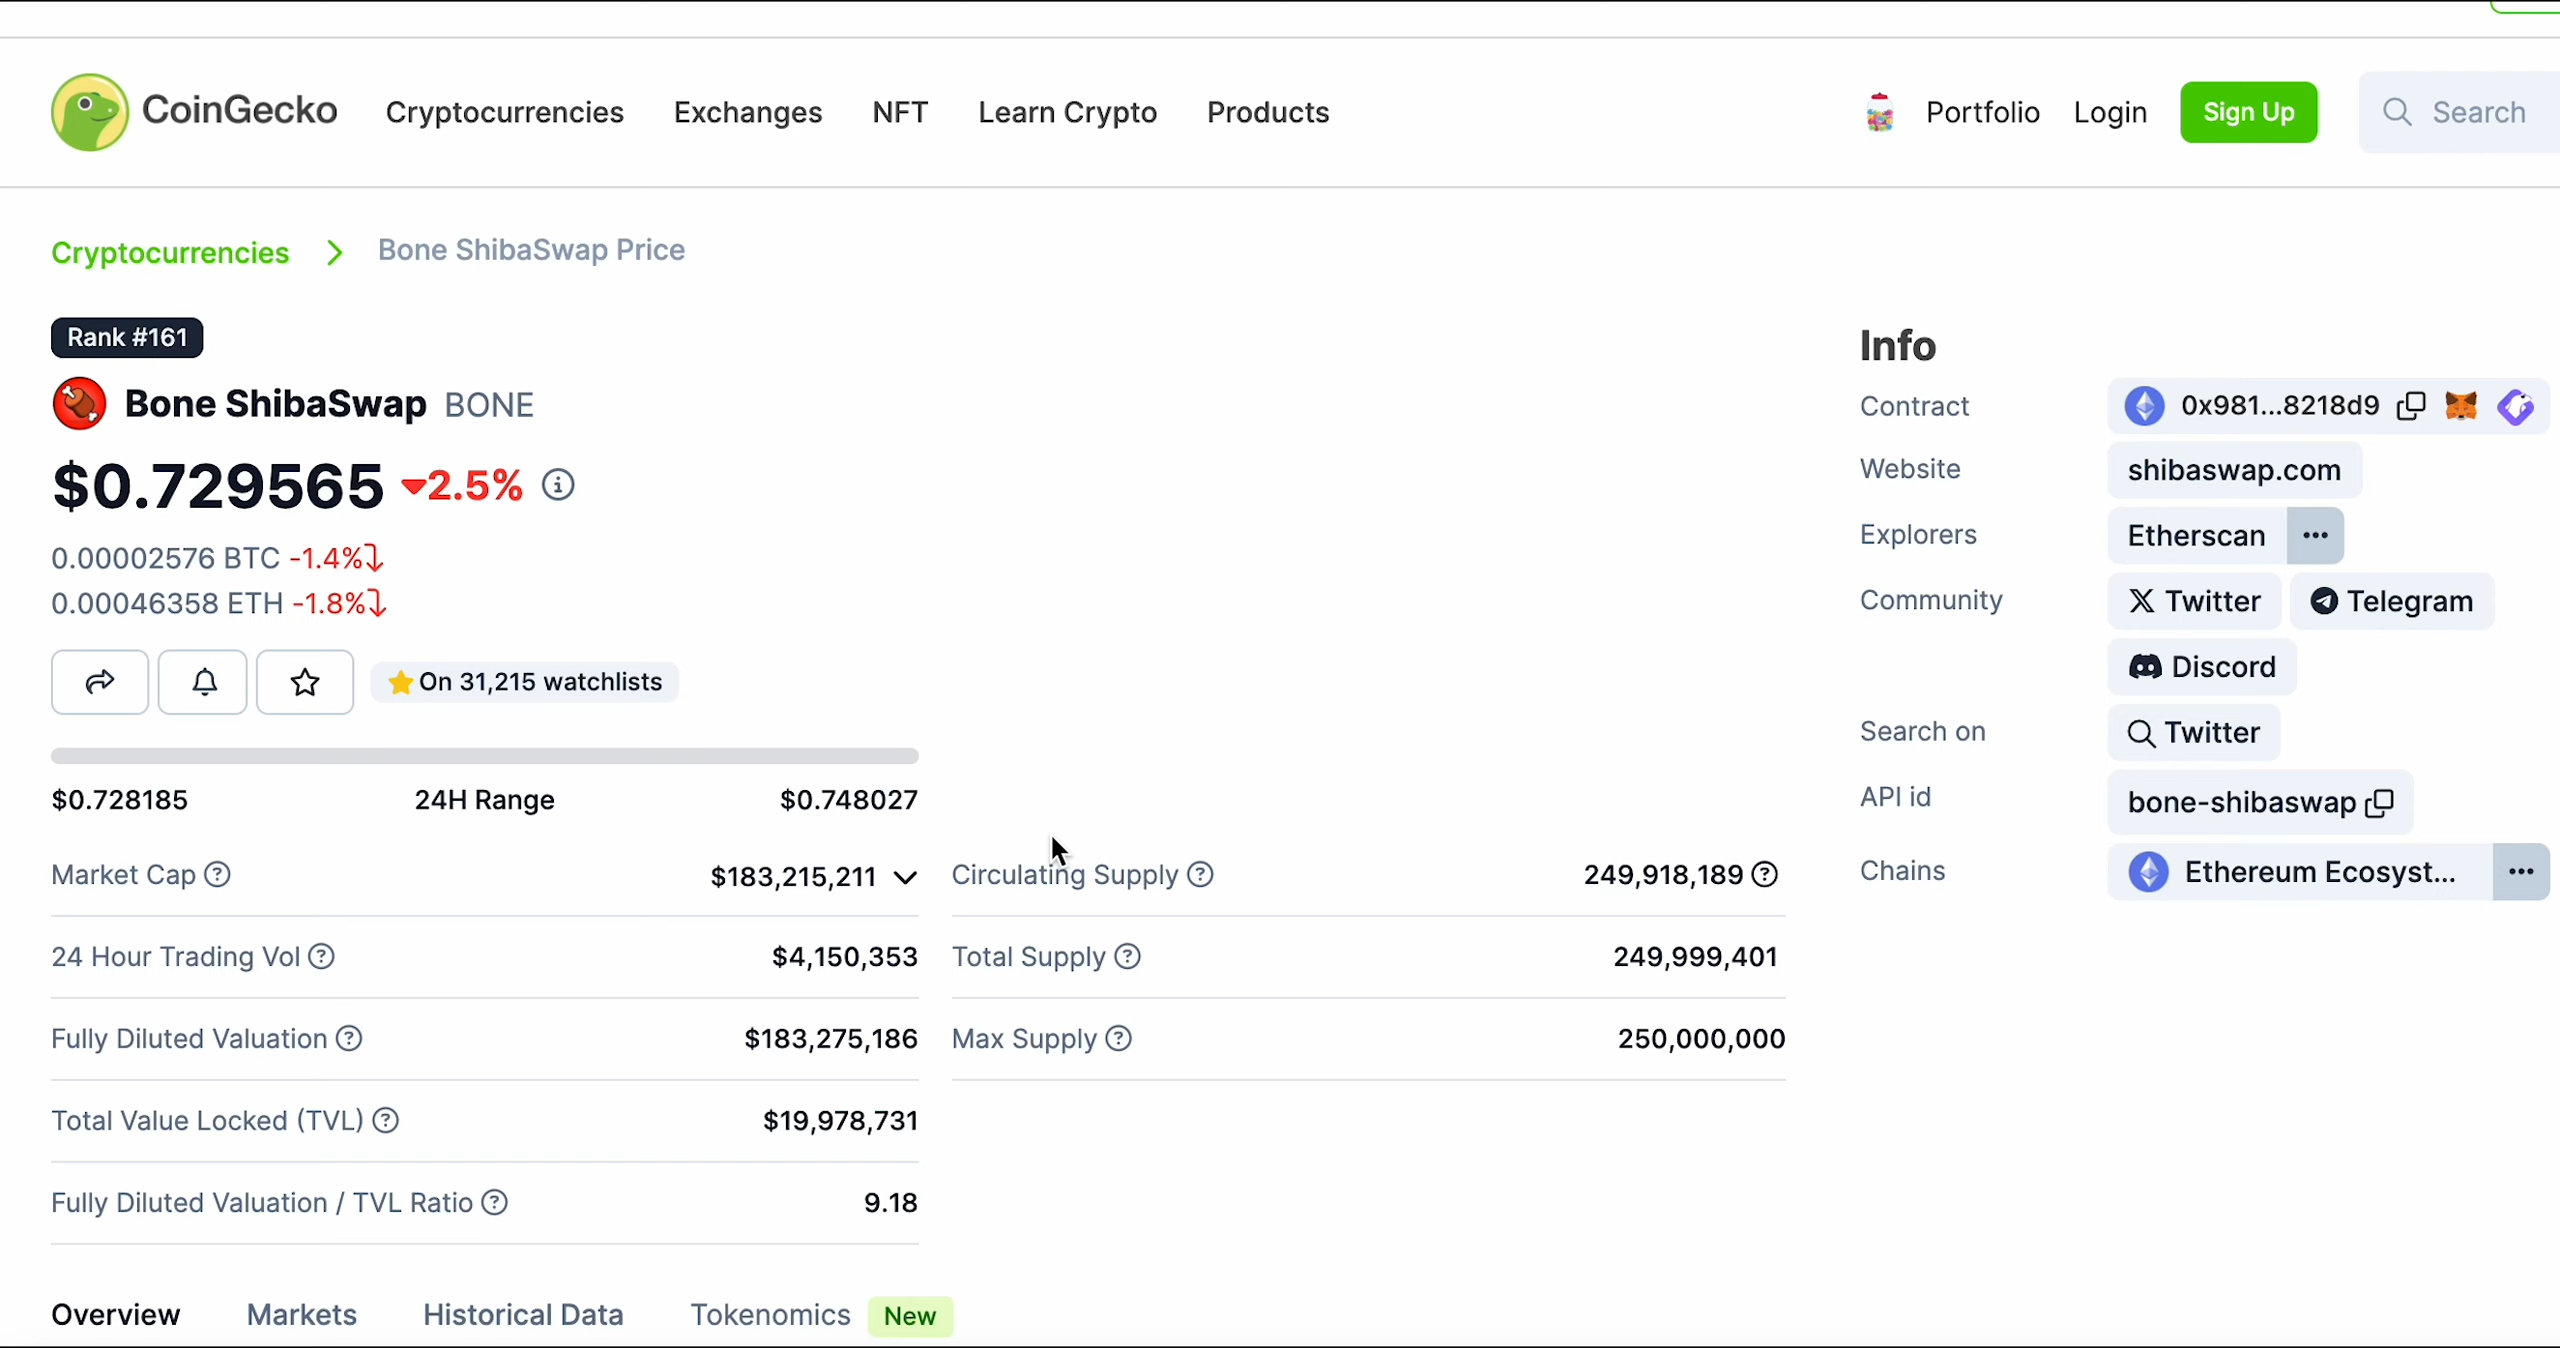 CoinGecko Cryptocurrencies Exchanges NFT Learn Crypto Products Portfolio Login Sign Up Search
Cryptocurrencies > Bone ShibaSwap Price
Rank #161
Bone ShibaSwap BONE
$0.729565 2.5%
0.00002576 BTC -1.4%
0.00046358 ETH -1.8%
On 31,215 watchlists
$0.728185 24H Range $0.748027
Market Cap $183,215,211
24 Hour Trading Vol $4,150,353
Fully Diluted Valuation $183,275,186
Total Value Locked (TVL) $19,978,731
Fully Diluted Valuation / TVL Ratio 9.18
Circulating Supply 249,918,189
Total Supply 249,999,401
Max Supply 250,000,000
Info
Contract 0x981...8218d9
Website shibaswap.com
Explorers Etherscan ...
Community X Twitter Telegram
Discord
Search on Twitter
API id bone-shibaswap
Chains Ethereum Ecosyst... ...
Overview Markets Historical Data Tokenomics New